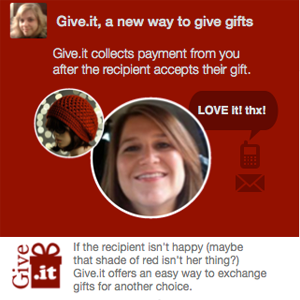 Give.it, a new way to give gifts
Give.it collects payment from you
after the recipient accepts their gift.
LOVE it! thx!
Give
.it
If the recipient isn't happy (maybe
that shade of red isn't her thing?)
Give.it offers an easy way to exchange
gifts for another choice.